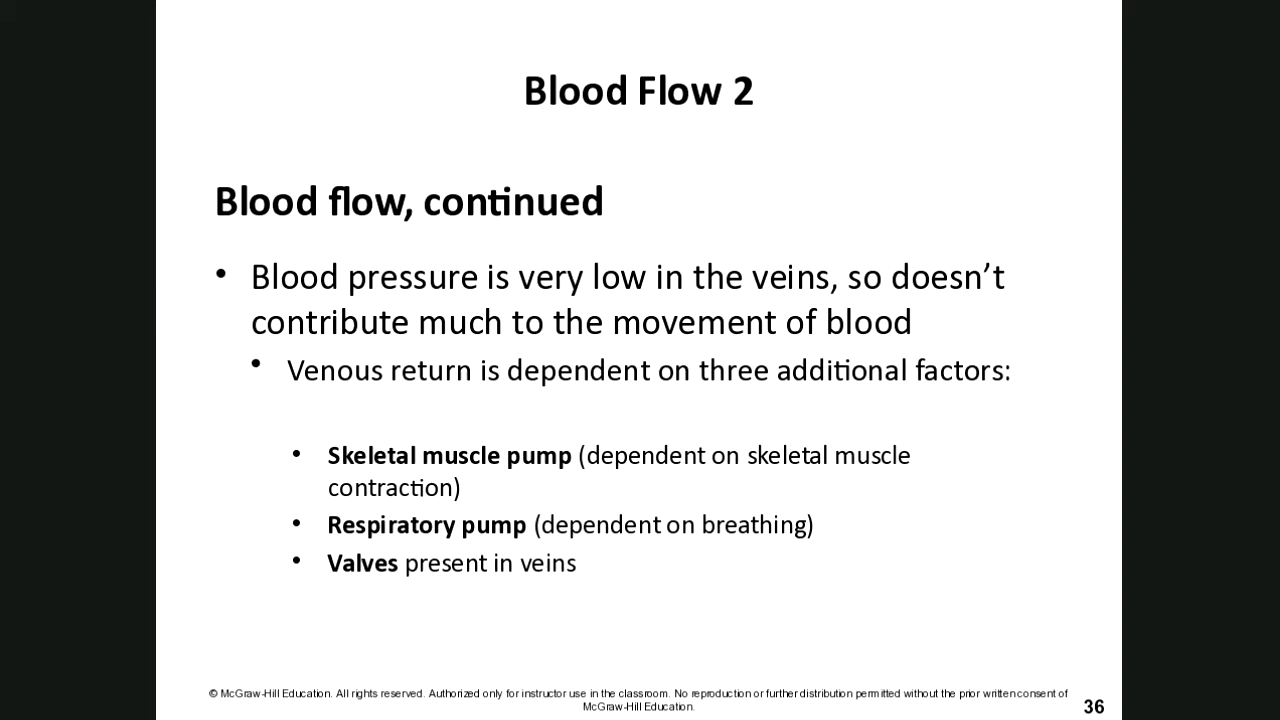 Blood Flow 2
Blood flow, continued
• Blood pressure is very low in the veins, so doesn’t
contribute much to the movement of blood
• Venous return is dependent on three additional factors:
• Skeletal muscle pump (dependent on skeletal muscle
contraction)
• Respiratory pump (dependent on breathing)
• Valves present in veins
© McGraw-Hill Education. All rights reserved. Authorized only for instructor use in the classroom. No reproduction or further distribution permitted without the prior written consent of
McGraw-Hill Education.
36